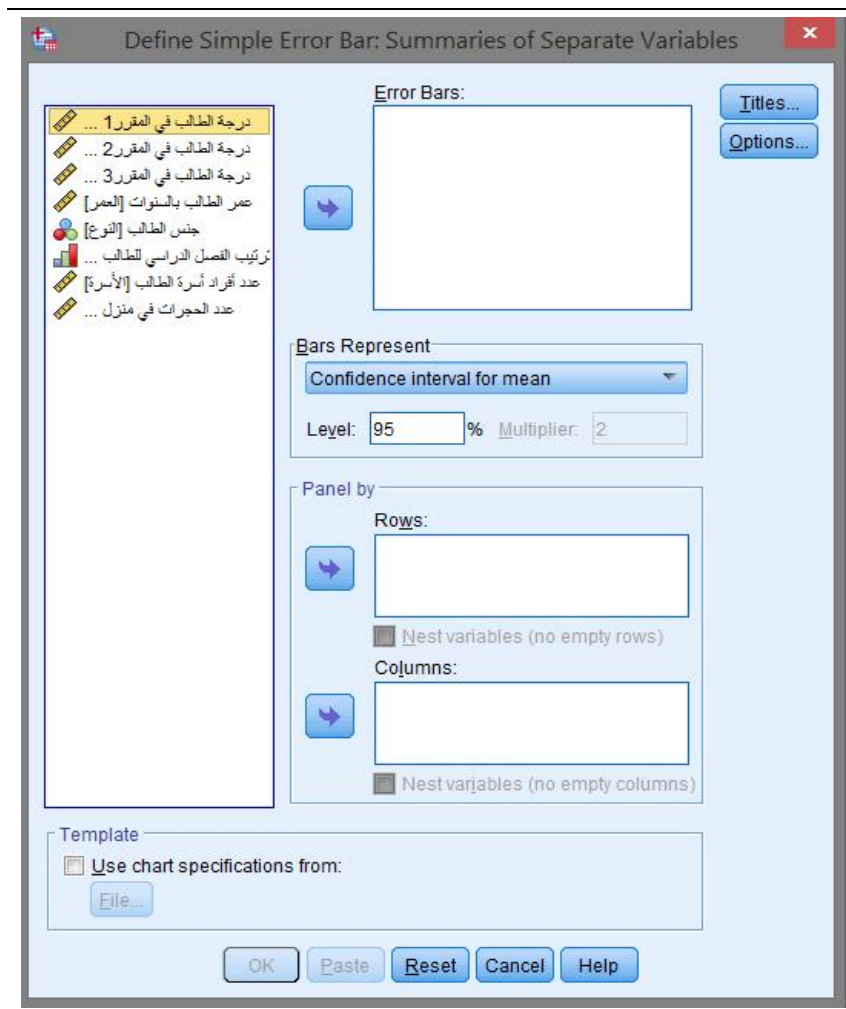 Define Simple Error Bar: Summaries of Separate Variables
درجة الطالب في المقرر1 ...
درجة الطالب في المقرر2 ...
درجة الطالب في المقرر3 ...
عمر الطالب بالسنوات [العمر]
جنس الطالب [النوع]
ترتيب الفصل الدراسي للطالب ...
عدد أفراد أسرة الطالب [الأسرة]
عدد الحجرات في منزل ...
Error Bars:
Titles...
Options...
Bars Represent
Confidence interval for mean
Level: 95 % Multiplier: 2
Panel by
Rows:
Nest variables (no empty rows)
Columns:
Nest variables (no empty columns)
Template
Use chart specifications from:
File...
OK Paste Reset Cancel Help